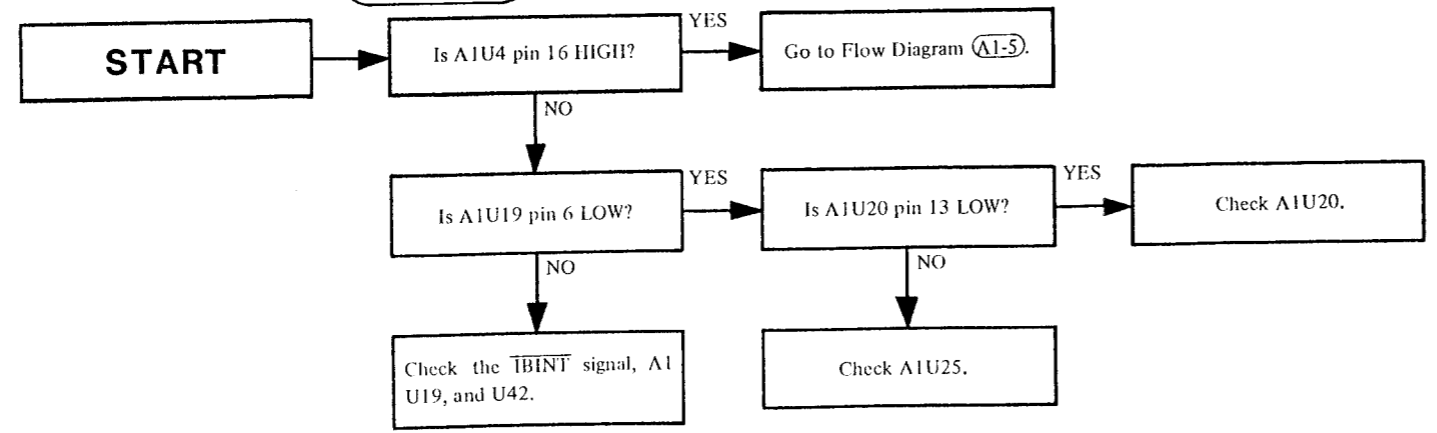 START
Is A1U4 pin 16 HIGH?
YES
Go to Flow Diagram A1-5.
NO
Is A1U19 pin 6 LOW?
YES
Is A1U20 pin 13 LOW?
YES
Check A1U20.
NO
NO
Check the IBINT signal, A1
U19, and U42.
Check A1U25.